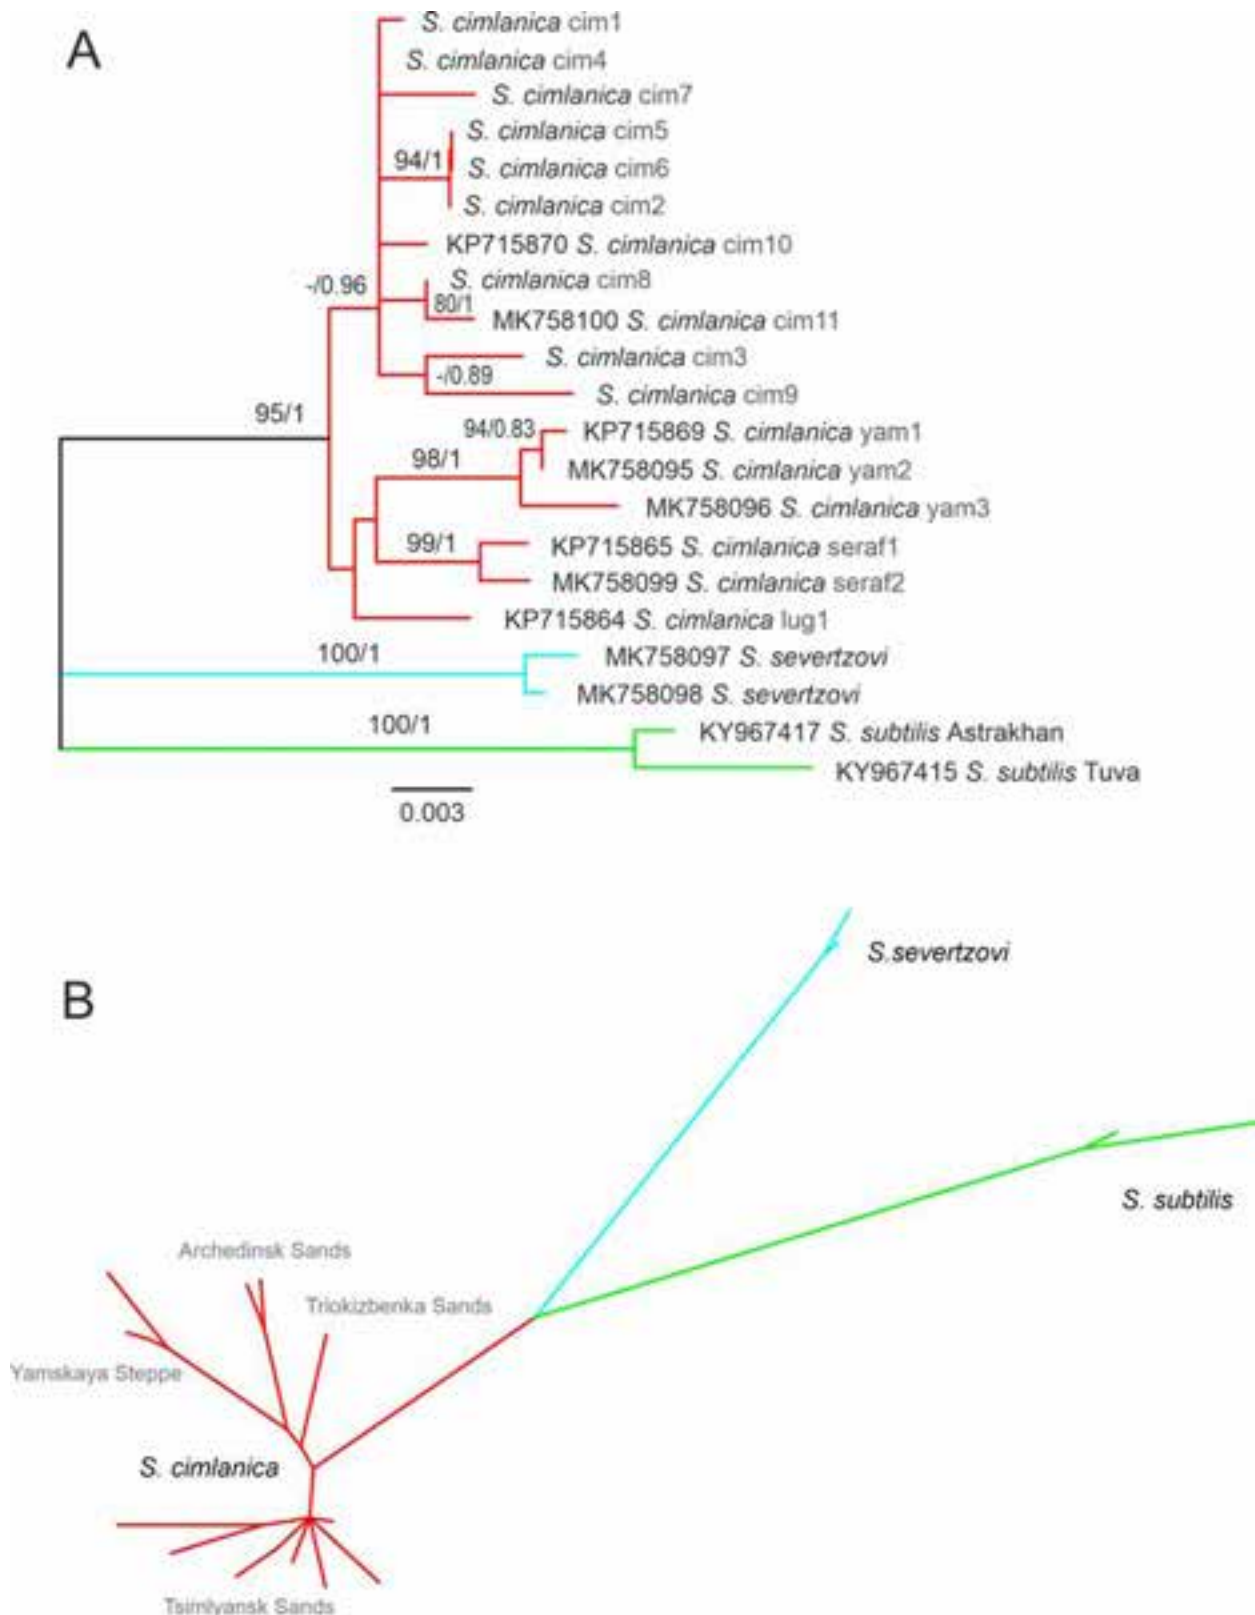 A
S. cimlanica cim1
S. cimlanica cim4
S. cimlanica cim7
S. cimlanica cim5
94/1
S. cimlanica cim6
S. cimlanica cim2
KP715870 S. cimlanica cim10
-/0.96
S. cimlanica cim8
80/1
MK758100 S. cimlanica cim11
S. cimlanica cim3
-/0.89
S. cimlanica cim9
95/1
94/0.83
KP715869 S. cimlanica yam1
98/1
MK758095 S. cimlanica yam2
MK758096 S. cimlanica yam3
99/1
KP715865 S. cimlanica seraf1
MK758099 S. cimlanica seraf2
KP715864 S. cimlanica lug1
100/1
MK758097 S. severtzovi
MK758098 S. severtzovi
100/1
KY967417 S. subtilis Astrakhan
KY967415 S. subtilis Tuva
0.003
B
S.severtzovi
S. subtilis
Archedinsk Sands
Triokizbenka Sands
Yamskaya Steppe
S. cimlanica
Tsimlyansk Sands